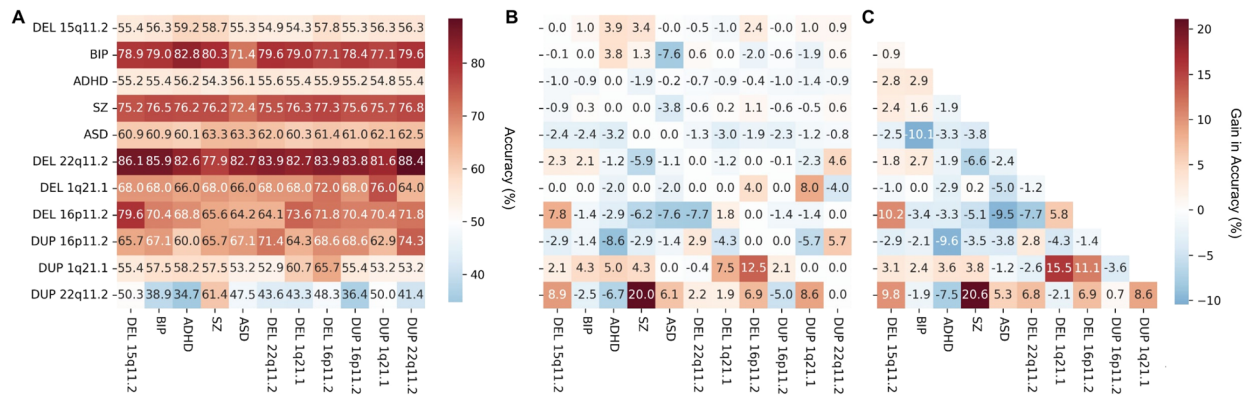 A
DEL 15q11.2 55.4 56.3 59.2 58.7 55.3 54.9 54.3 57.8 55.3 56.3 56.3
BIP 78.9 79.0 82.8 80.3 71.4 79.6 79.0 77.1 78.4 77.1 79.6
ADHD 55.2 55.4 56.2 54.3 56.1 55.6 55.4 55.9 55.2 54.8 55.4
SZ 75.2 76.5 76.2 76.2 72.4 75.5 76.3 77.3 75.6 75.7 76.8
ASD 60.9 60.9 60.1 63.3 63.3 62.0 60.3 61.4 61.0 62.1 62.5
DEL 22q11.2 86.1 85.9 82.6 77.9 82.7 83.9 82.7 83.9 83.8 81.6 88.4
DEL 1q21.1 68.0 68.0 66.0 68.0 66.0 68.0 68.0 72.0 68.0 76.0 64.0
DEL 16p11.2 79.6 70.4 68.8 65.6 64.2 64.1 73.6 71.8 70.4 70.4 71.8
DUP 16p11.2 65.7 67.1 60.0 65.7 67.1 71.4 64.3 68.6 68.6 62.9 74.3
DUP 1q21.1 55.4 57.5 58.2 57.5 53.2 52.9 60.7 65.7 55.4 53.2 53.2
DUP 22q11.2 50.3 38.9 34.7 61.4 47.5 43.6 43.3 48.3 36.4 50.0 41.4
DEL 15q11.2
BIP
ADHD
SZ
ASD
DEL 22q11.2
DEL 1q21.1
DEL 16p11.2
DUP 16p11.2
DUP 1q21.1
DUP 22q11.2
80
70
60
50
40
Accuracy (%)
B
-0.0 1.0 3.9 3.4 -0.0 -0.5 -1.0 2.4 -0.0 1.0 0.9
-0.1 0.0 3.8 1.3 -7.6 0.6 0.0 -2.0 -0.6 -1.9 0.6
-1.0 -0.9 0.0 -1.9 -0.2 -0.7 -0.9 -0.4 -1.0 -1.4 -0.9
-0.9 0.3 0.0 0.0 -3.8 -0.6 0.2 1.1 -0.6 -0.5 0.6
-2.4 -2.4 -3.2 0.0 0.0 -1.3 -3.0 -1.9 -2.3 -1.2 -0.8
2.3 2.1 -1.2 -5.9 -1.1 0.0 -1.2 0.0 -0.0 -2.3 4.6
-0.0 0.0 -2.0 0.0 -2.0 0.0 0.0 4.0 0.0 8.0 -4.0
7.8 -1.4 -2.9 -6.2 -7.6 -7.7 1.8 0.0 -1.4 -1.4 0.0
-2.9 -1.4 -8.6 -2.9 -1.4 2.9 -4.3 0.0 0.0 -5.7 5.7
2.1 4.3 5.0 4.3 0.0 -0.4 7.5 12.5 2.1 0.0 0.0
8.9 -2.5 -6.7 20.0 6.1 2.2 1.9 6.9 -5.0 8.6 0.0
DEL 15q11.2
BIP
ADHD
SZ
ASD
DEL 22q11.2
DEL 1q21.1
DEL 16p11.2
DUP 16p11.2
DUP 1q21.1
DUP 22q11.2
C
0.9
2.8 2.9
2.4 1.6 -1.9
-2.5 -10.1 -3.3 -3.8
1.8 2.7 -1.9 -6.6 -2.4
-1.0 0.0 -2.9 0.2 -5.0 -1.2
10.2 -3.4 -3.3 -5.1 -9.5 -7.7 5.8
-2.9 -2.1 -9.6 -3.5 -3.8 2.8 -4.3 -1.4
3.1 2.4 3.6 3.8 -1.2 -2.6 15.5 11.1 -3.6
9.8 -1.9 -7.5 20.6 5.3 6.8 -2.1 6.9 0.7 8.6
DEL 15q11.2
BIP
ADHD
SZ
ASD
DEL 22q11.2
DEL 1q21.1
DEL 16p11.2
DUP 16p11.2
DUP 1q21.1
20
15
10
5
0
-5
-10
Gain in Accuracy (%)